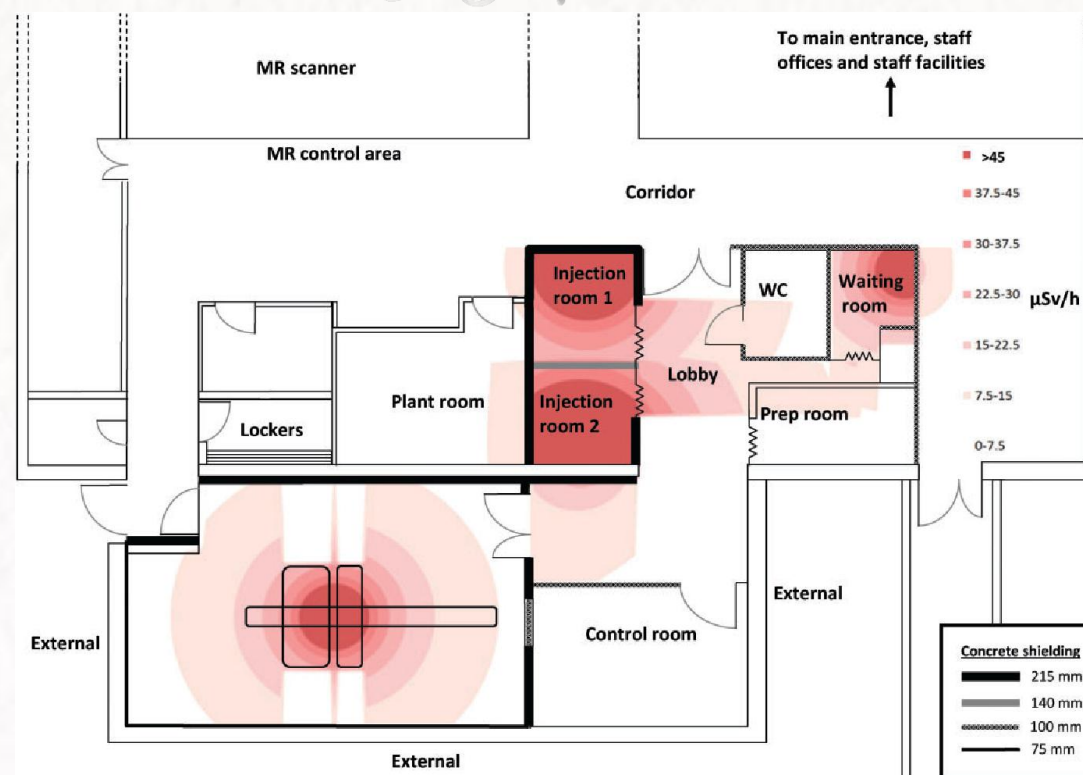 MR scanner
To main entrance, staff
offices and staff facilities
MR control area
Corridor
>45
37.5-45
30-37.5
22.5-30
µSv/h
15-22.5
7.5-15
0-7.5
Injection
room 1
WC
Waiting
room
Lobby
Plant room
Injection
room 2
Prep room
Lockers
External
Control room
External
External
Concrete shielding
215 mm
140 mm
100 mm
75 mm